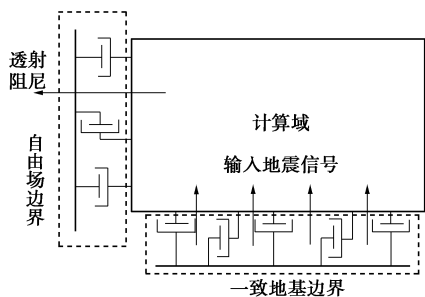 透射
阻尼
计算域
输入地震信号
自由场边界
一致地基边界